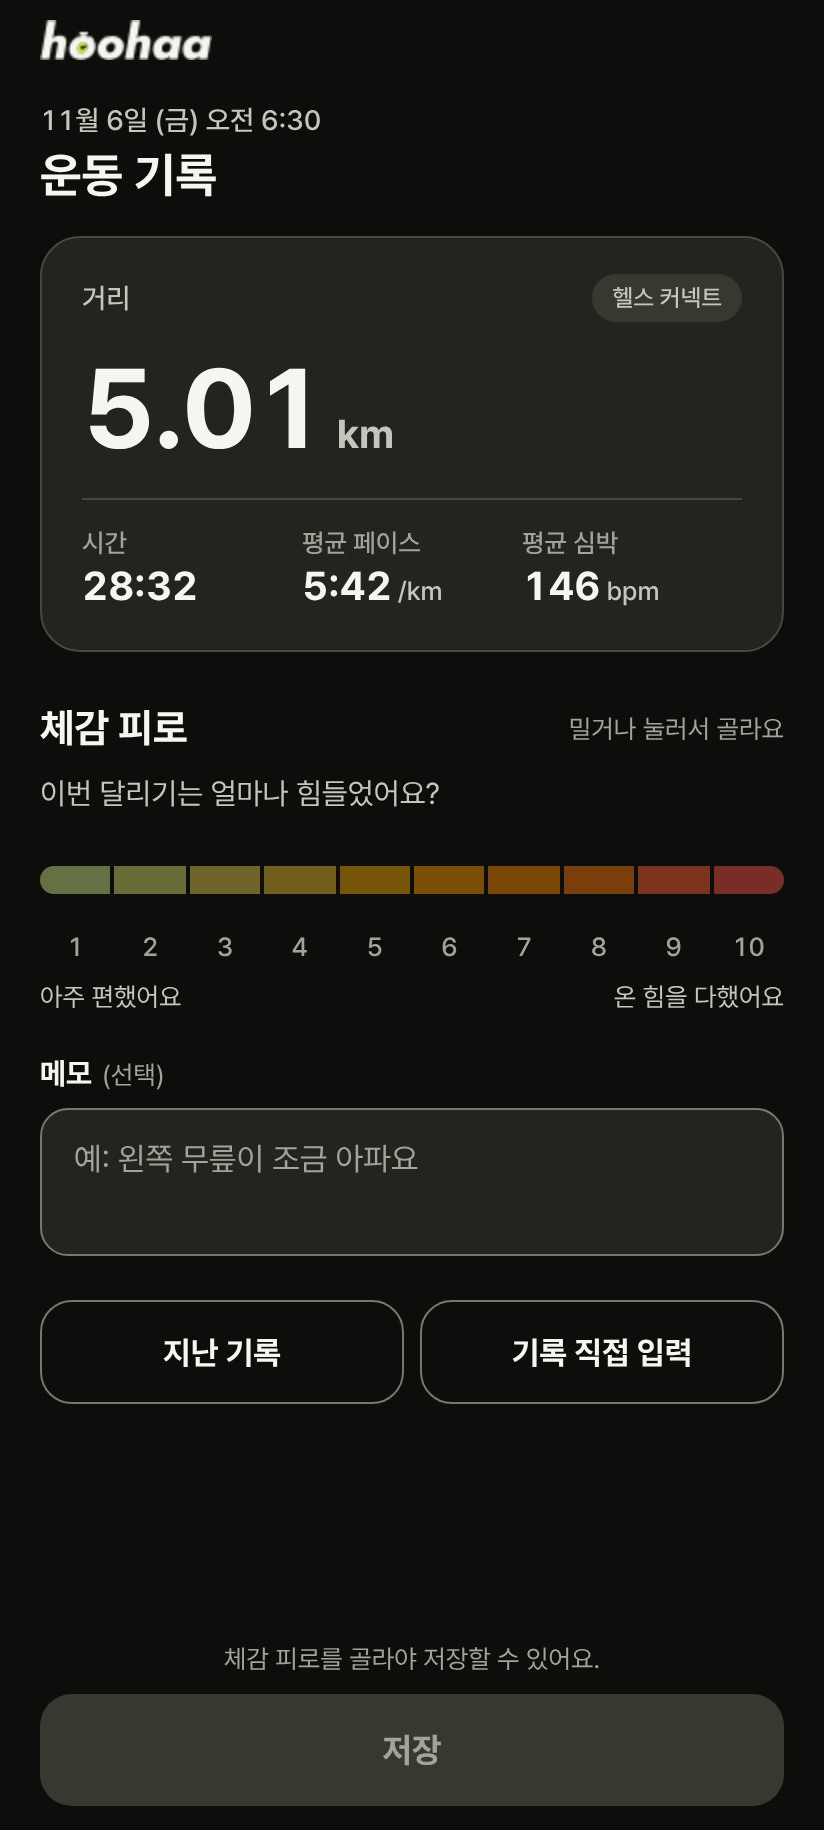 hoohaa
11월 6일 (금) 오전 6:30
운동 기록
거리
헬스 커넥트
5.01 km
시간 평균 페이스 평균 심박
28:32 5:42 /km 146 bpm
체감 피로
밀거나 눌러서 골라요
이번 달리기는 얼마나 힘들었어요?
1 2 3 4 5 6 7 8 9 10
아주 편했어요
온 힘을 다했어요
메모 (선택)
예: 왼쪽 무릎이 조금 아파요
지난 기록
기록 직접 입력
체감 피로를 골라야 저장할 수 있어요.
저장